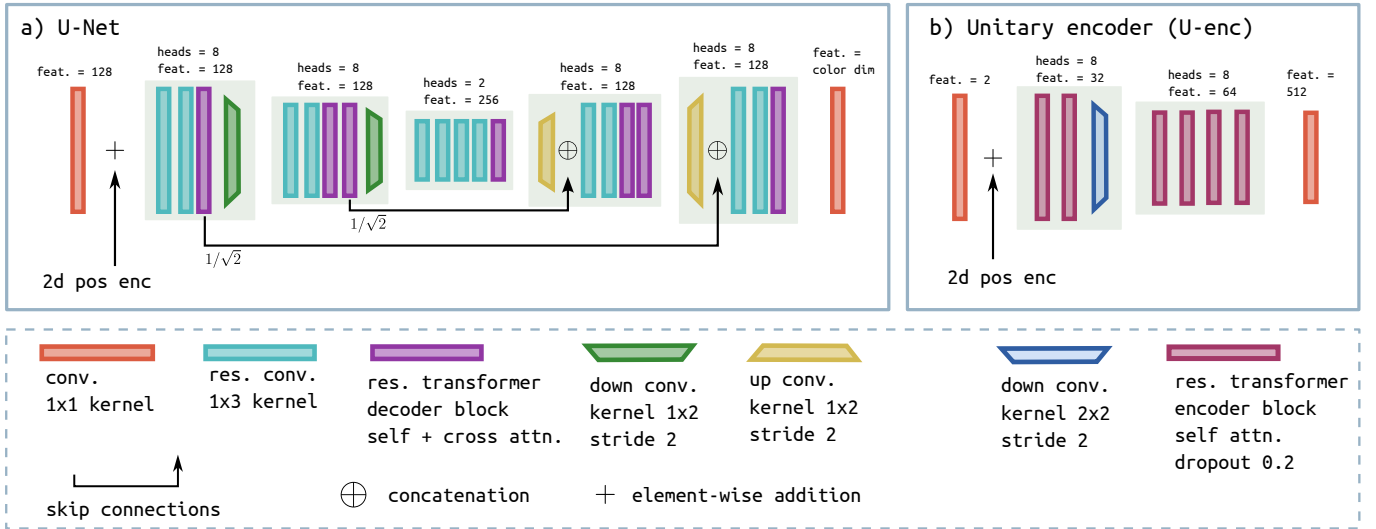 a) U-Net
feat. = 128
heads = 8
feat. = 128
heads = 8
feat. = 128
heads = 2
feat. = 256
heads = 8
feat. = 128
heads = 8
feat. = 128
feat. =
color dim
1/√2
1/√2
2d pos enc
b) Unitary encoder (U-enc)
feat. = 2
heads = 8
feat. = 32
heads = 8
feat. = 64
feat. =
512
2d pos enc
conv.
1x1 kernel
res. conv.
1x3 kernel
res. transformer
decoder block
self + cross attn.
down conv.
kernel 1x2
stride 2
up conv.
kernel 1x2
stride 2
down conv.
kernel 2x2
stride 2
res. transformer
encoder block
self attn.
dropout 0.2
skip connections
concatenation
element-wise addition